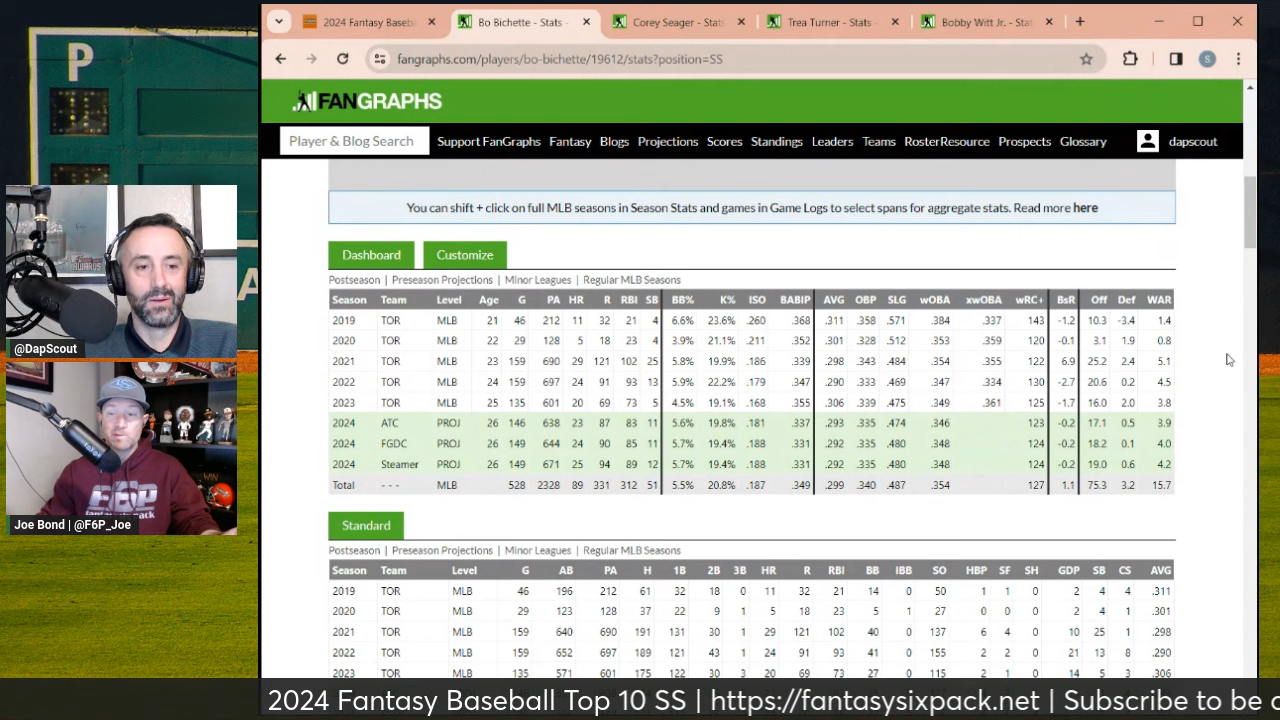 P
A
2024 Fantasy Baseb
Bo Bichette - Stats -
Corey Seager - Stats
Trea Turner - Stats -
Bobby Witt Jr. - Stat
fangraphs.com/players/bo-bichette/19612/stats?position=SS
S
FANGRAPHS
Player & Blog Search Support FanGraphs Fantasy Blogs Projections Scores Standings Leaders Teams RosterResource Prospects Glossary dapscout
You can shift + click on full MLB seasons in Season Stats and games in Game Logs to select spans for aggregate stats. Read more here
Dashboard Customize
Postseason | Preseason Projections | Minor Leagues | Regular MLB Seasons
Season Team Level Age G PA HR R RBI SB BB% K% ISO BABIP AVG OBP SLG wOBA xwOBA wRC+ BsR Off Def WAR
2019 TOR MLB 21 46 212 11 32 21 4 6.6% 23.6% .260 .368 .311 .358 .571 .384 .337 143 -1.2 10.3 -3.4 1.4
2020 TOR MLB 22 29 128 5 18 23 4 3.9% 21.1% .211 .352 .301 .328 .512 .353 .359 120 -0.1 3.1 1.9 0.8
2021 TOR MLB 23 159 690 29 121 102 25 5.8% 19.9% .186 .339 .298 .343 .484 .354 .355 122 6.9 25.2 2.4 5.1
2022 TOR MLB 24 159 697 24 91 93 13 5.9% 22.2% .179 .347 .290 .333 .469 .347 .334 130 -2.7 20.6 0.2 4.5
2023 TOR MLB 25 135 601 20 69 73 5 4.5% 19.1% .168 .355 .306 .339 .475 .349 .361 125 -1.7 16.0 2.0 3.8
2024 ATC PROJ 26 146 638 23 87 83 11 5.6% 19.8% .181 .337 .293 .335 .474 .346 123 -0.2 17.1 0.5 3.9
2024 FGDC PROJ 26 149 644 24 90 85 11 5.7% 19.4% .188 .331 .292 .335 .480 .348 124 -0.2 18.2 0.1 4.0
2024 Steamer PROJ 26 149 671 25 94 89 12 5.7% 19.4% .188 .331 .292 .335 .480 .348 124 -0.2 19.0 0.6 4.2
Total - - - MLB 528 2328 89 331 312 51 5.5% 20.8% .187 .349 .299 .340 .487 .354 127 1.1 75.3 3.2 15.7
Standard
Postseason | Preseason Projections | Minor Leagues | Regular MLB Seasons
Season Team Level G AB PA H 1B 2B 3B HR R RBI BB IBB SO HBP SF SH GDP SB CS AVG
2019 TOR MLB 46 196 212 61 32 18 0 11 32 21 14 0 50 1 1 0 2 4 4 .311
2020 TOR MLB 29 123 128 37 22 9 1 5 18 23 5 1 27 0 0 0 2 4 1 .301
2021 TOR MLB 159 640 690 191 131 30 1 29 121 102 40 0 137 6 4 0 10 25 1 .298
2022 TOR MLB 159 652 697 189 121 43 1 24 91 93 41 0 155 2 2 0 21 13 8 .290
2023 TOR MLB 135 571 601 175 122 30 3 20 69 73 27 0 115 2 1 0 14 5 3 .306
@DapScout
F6P
Joe Bond | @F6P_Joe
2024 Fantasy Baseball Top 10 SS | https://fantasysixpack.net | Subscribe to be